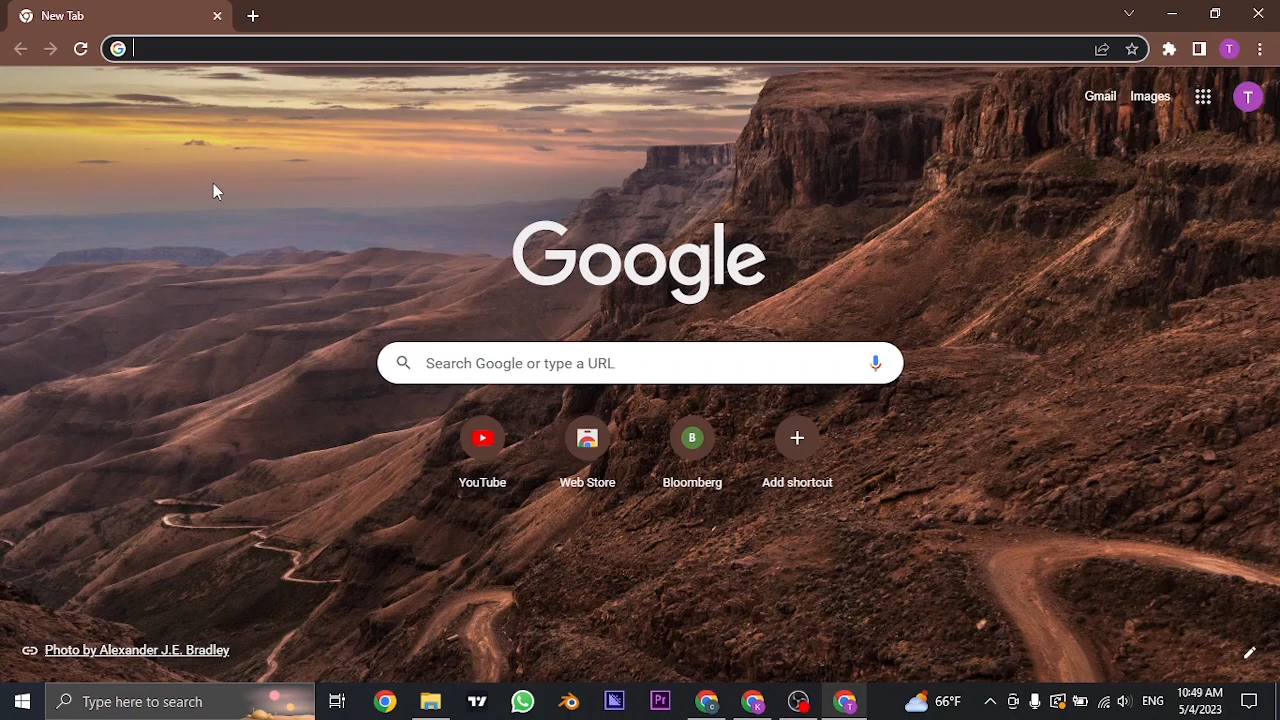 New Tab
T
Gmail
Images
T
Google
Search Google or type a URL
B
YouTube
Web Store
Bloomberg
Add shortcut
Photo by Alexander J.E. Bradley
Type here to search
Pr
C
K
T
66°F
ENG
10:49 AM
5/4/2023